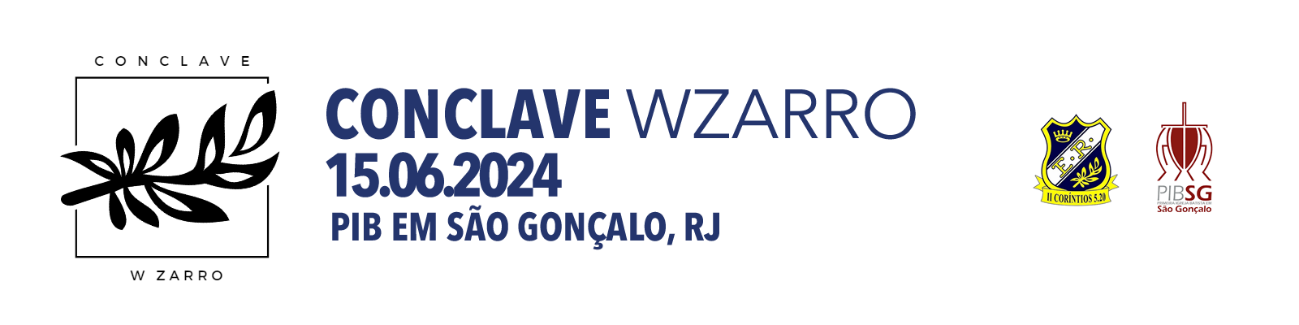 CONCLAVE
W ZARRO
CONCLAVE WZARRO
15.06.2024
PIB EM SÃO GONÇALO, RJ
E.R.
II CORÍNTIOS 5.20
PIBSG
São Gonçalo